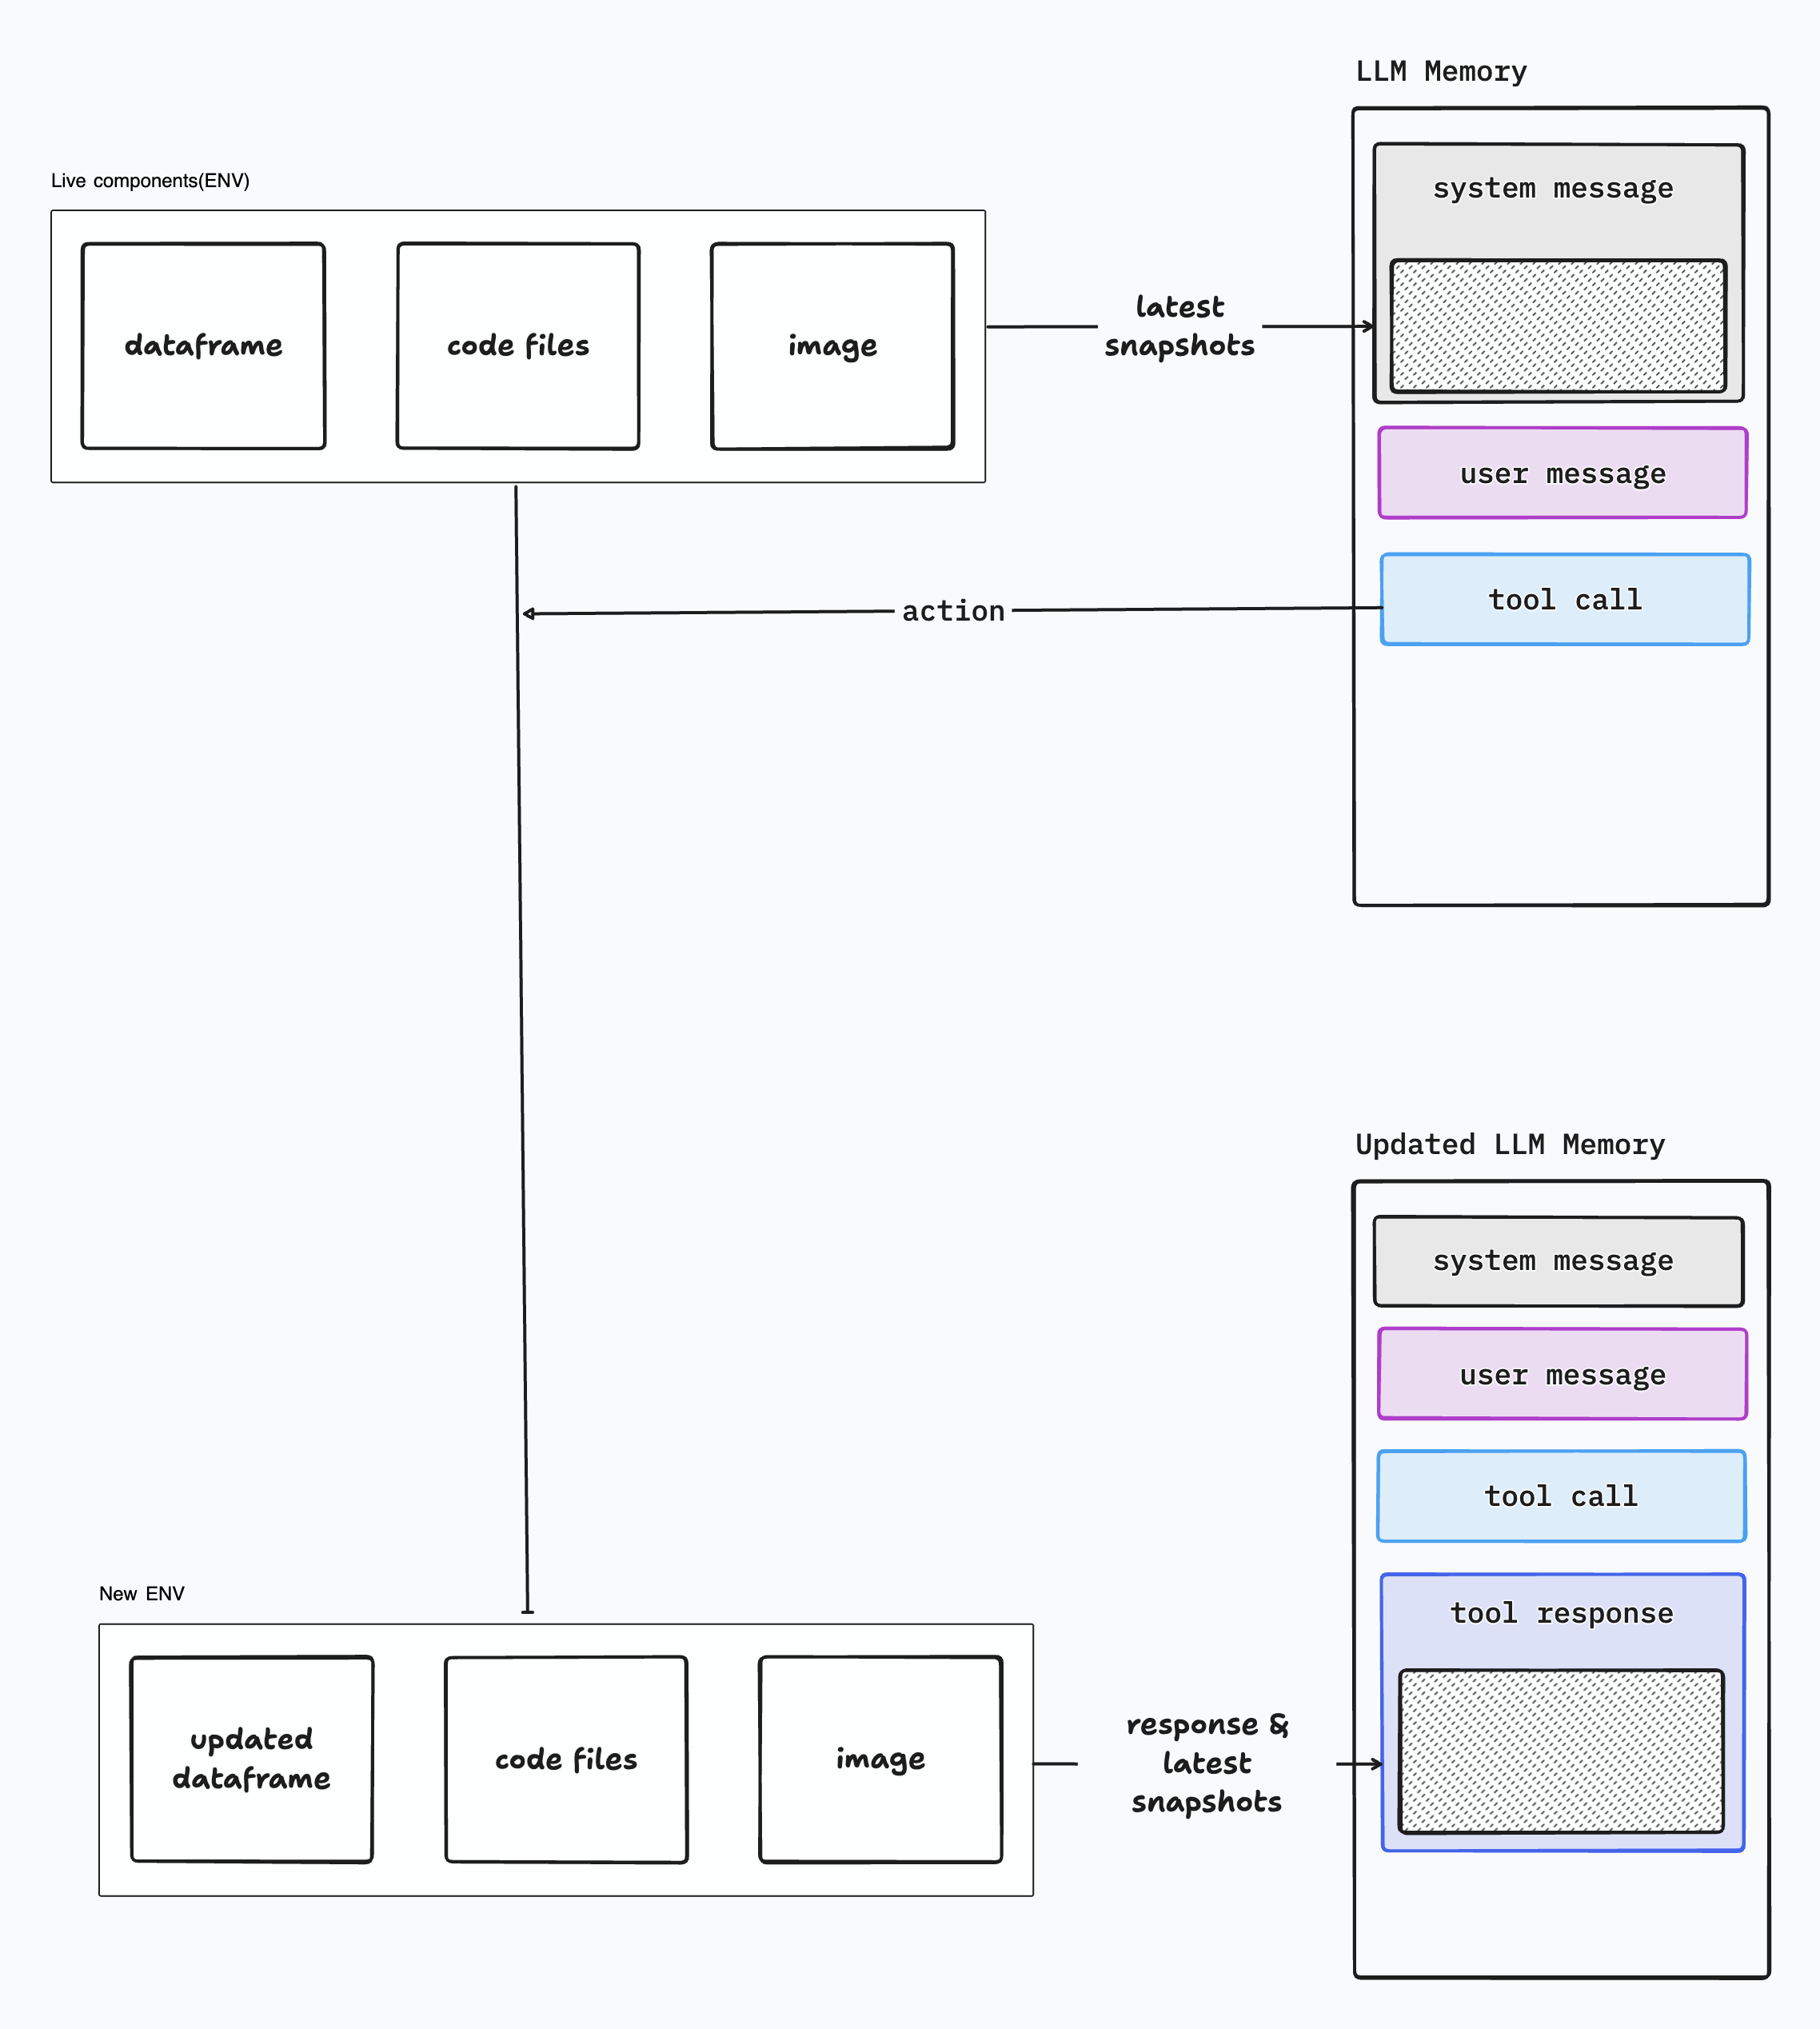 LLM Memory
Live components(ENV)
system message
dataframe
code files
image
latest
snapshots
user message
action
tool call
Updated LLM Memory
system message
user message
tool call
New ENV
tool response
updated
dataframe
code files
image
response &
latest
snapshots